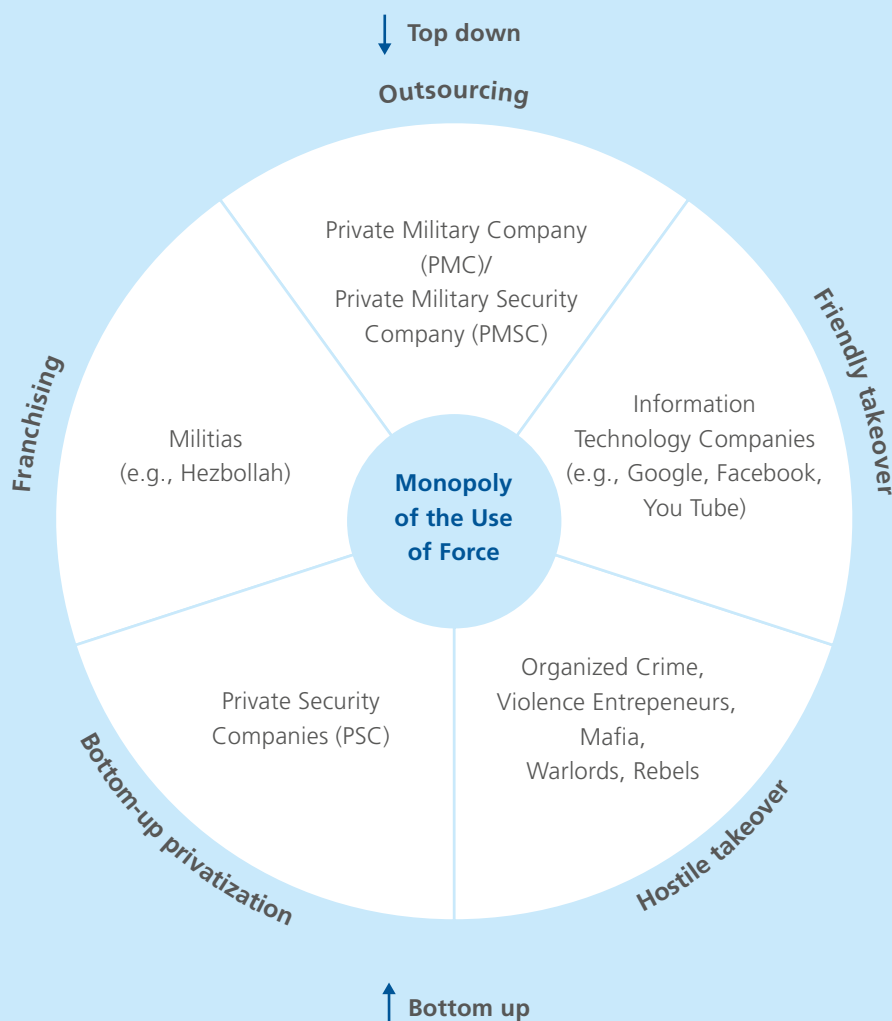 Top down
Outsourcing
Private Military Company
(PMC)/
Private Military Security
Company (PMSC)
Friendly takeover
Information
Technology Companies
(e.g., Google, Facebook,
You Tube)
Franchising
Militias
(e.g., Hezbollah)
Monopoly
of the Use
of Force
Private Security
Companies (PSC)
Bottom-up privatization
Organized Crime,
Violence Entrepeneurs,
Mafia,
Warlords, Rebels
Hostile takeover
Bottom up